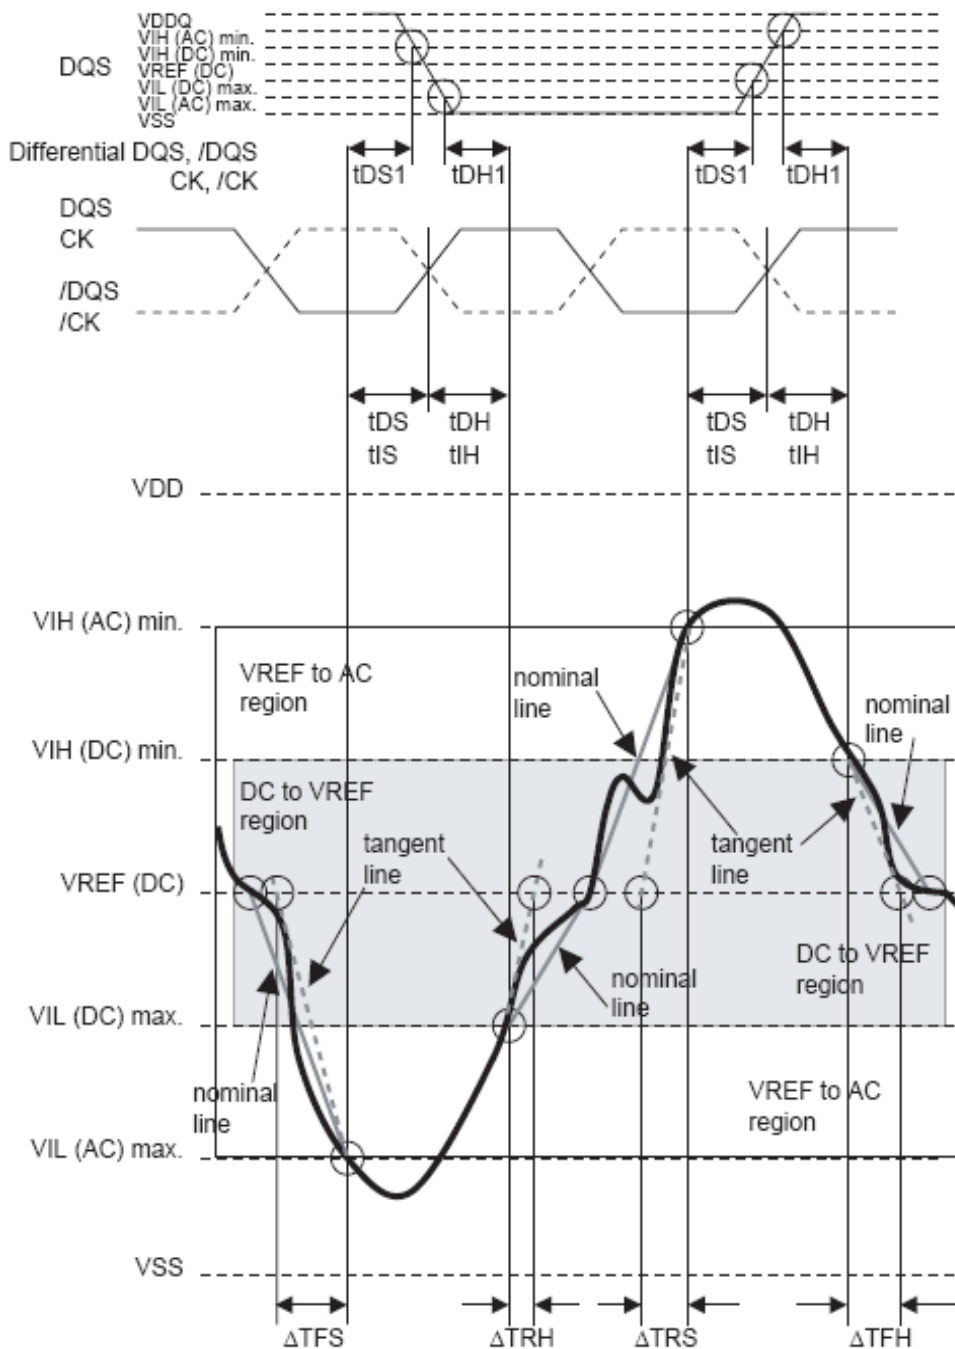 VDDQ
VIH (AC) min.
VIH (DC) min.
DQS
VREF (DC)
VIL (DC) max.
VIL (AC) max.
VSS
Differential DQS, /DQS
CK, /CK
tDS1
tDH1
tDS1
tDH1
DQS
CK
/DQS
/CK
tDS
tIS
tDH
tIH
tDS
tIS
tDH
tIH
VDD
VIH (AC) min.
VREF to AC
region
nominal
line
nominal
line
VIH (DC) min.
DC to VREF
region
tangent
line
tangent
line
VREF (DC)
DC to VREF
region
nominal
line
VIL (DC) max.
nominal
line
VREF to AC
region
VIL (AC) max.
VSS
ΔTFS
ΔTRH
ΔTRS
ΔTFH